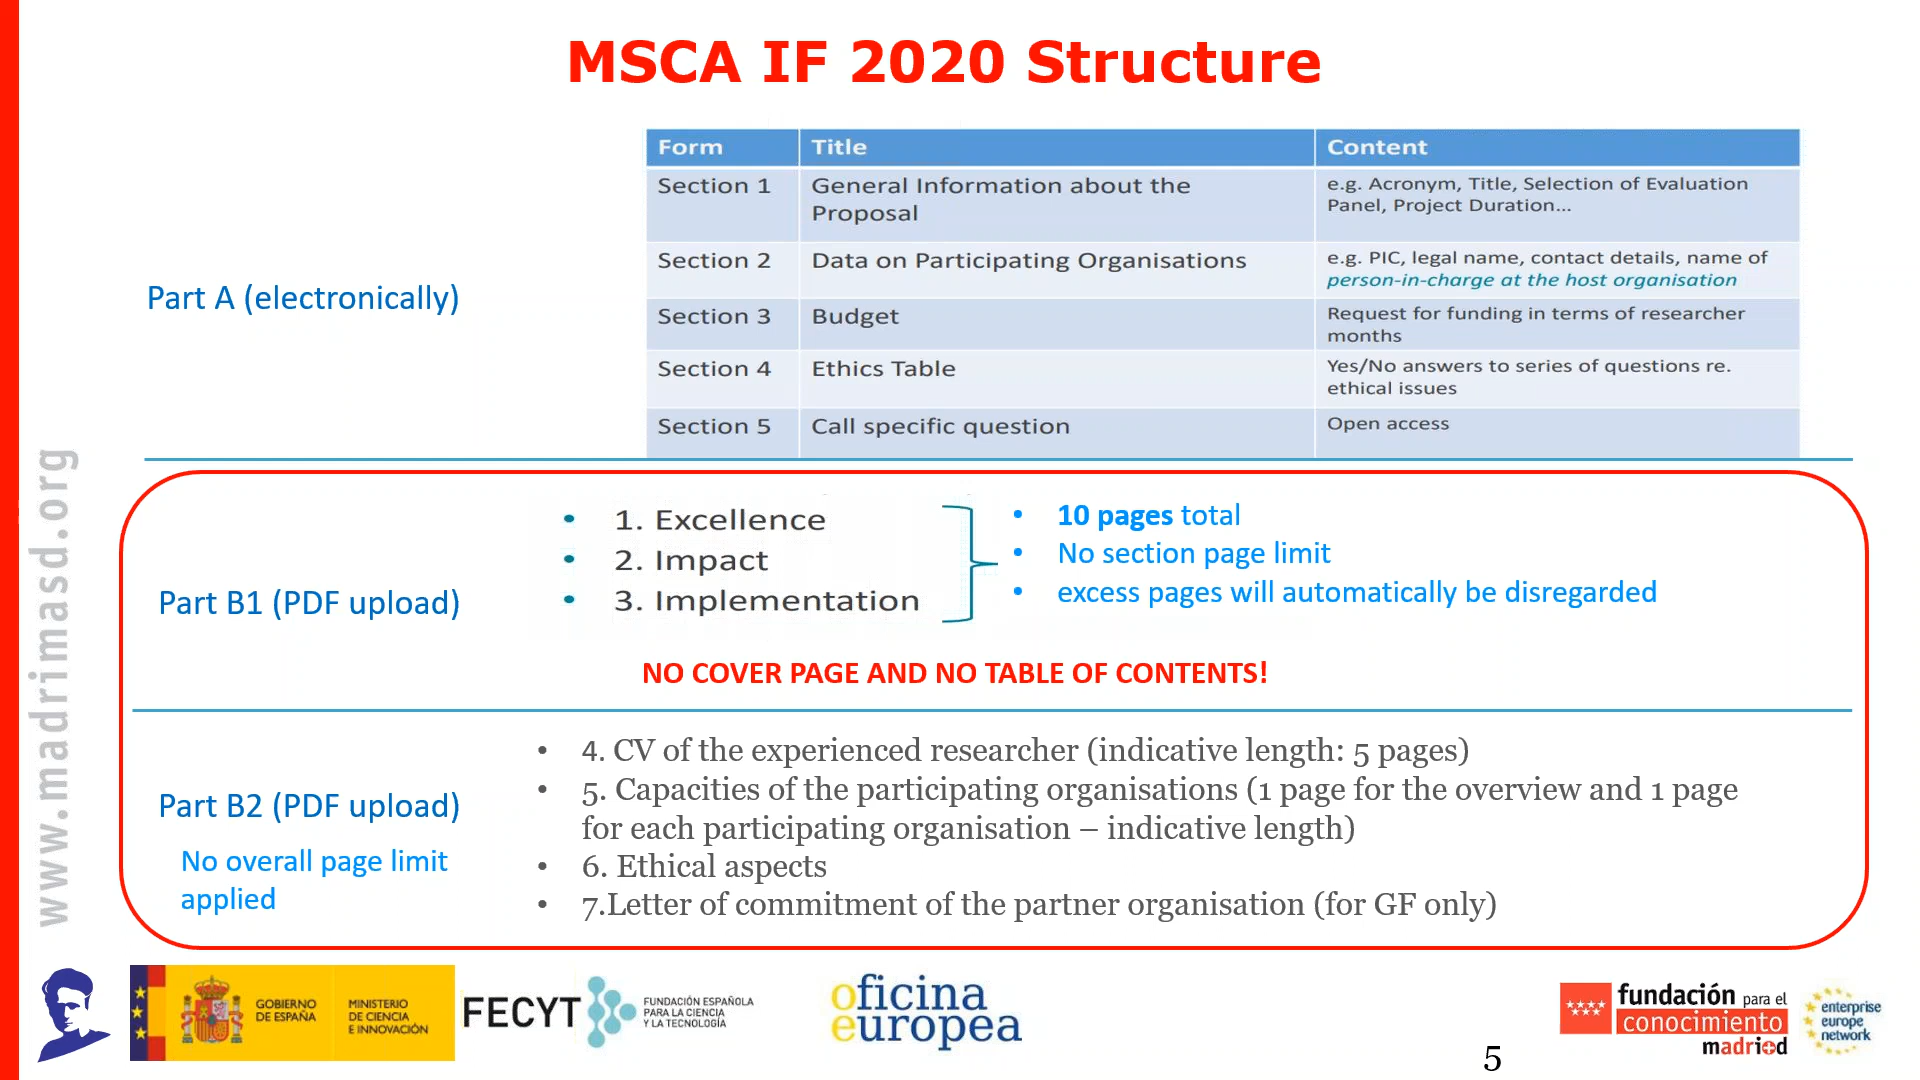 MSCA IF 2020 Structure
Form Title Content
Section 1 General Information about the Proposal e.g. Acronym, Title, Selection of Evaluation Panel, Project Duration...
Section 2 Data on Participating Organisations e.g. PIC, legal name, contact details, name of person-in-charge at the host organisation
Section 3 Budget Request for funding in terms of researcher months
Section 4 Ethics Table Yes/No answers to series of questions re. ethical issues
Section 5 Call specific question Open access
Part A (electronically)
www.madrimasd.org
Part B1 (PDF upload)
• 1. Excellence
• 2. Impact
• 3. Implementation
• 10 pages total
• No section page limit
• excess pages will automatically be disregarded
NO COVER PAGE AND NO TABLE OF CONTENTS!
Part B2 (PDF upload)
No overall page limit
applied
• 4. CV of the experienced researcher (indicative length: 5 pages)
• 5. Capacities of the participating organisations (1 page for the overview and 1 page
for each participating organisation – indicative length)
• 6. Ethical aspects
• 7.Letter of commitment of the partner organisation (for GF only)
GOBIERNO
DE ESPAÑA
MINISTERIO
DE CIENCIA
E INNOVACIÓN
FECYT
FUNDACIÓN ESPAÑOLA
PARA LA CIENCIA
Y LA TECNOLOGÍA
oficina
europea
5
fundación para el
conocimiento
madri+d
enterprise
europe
network